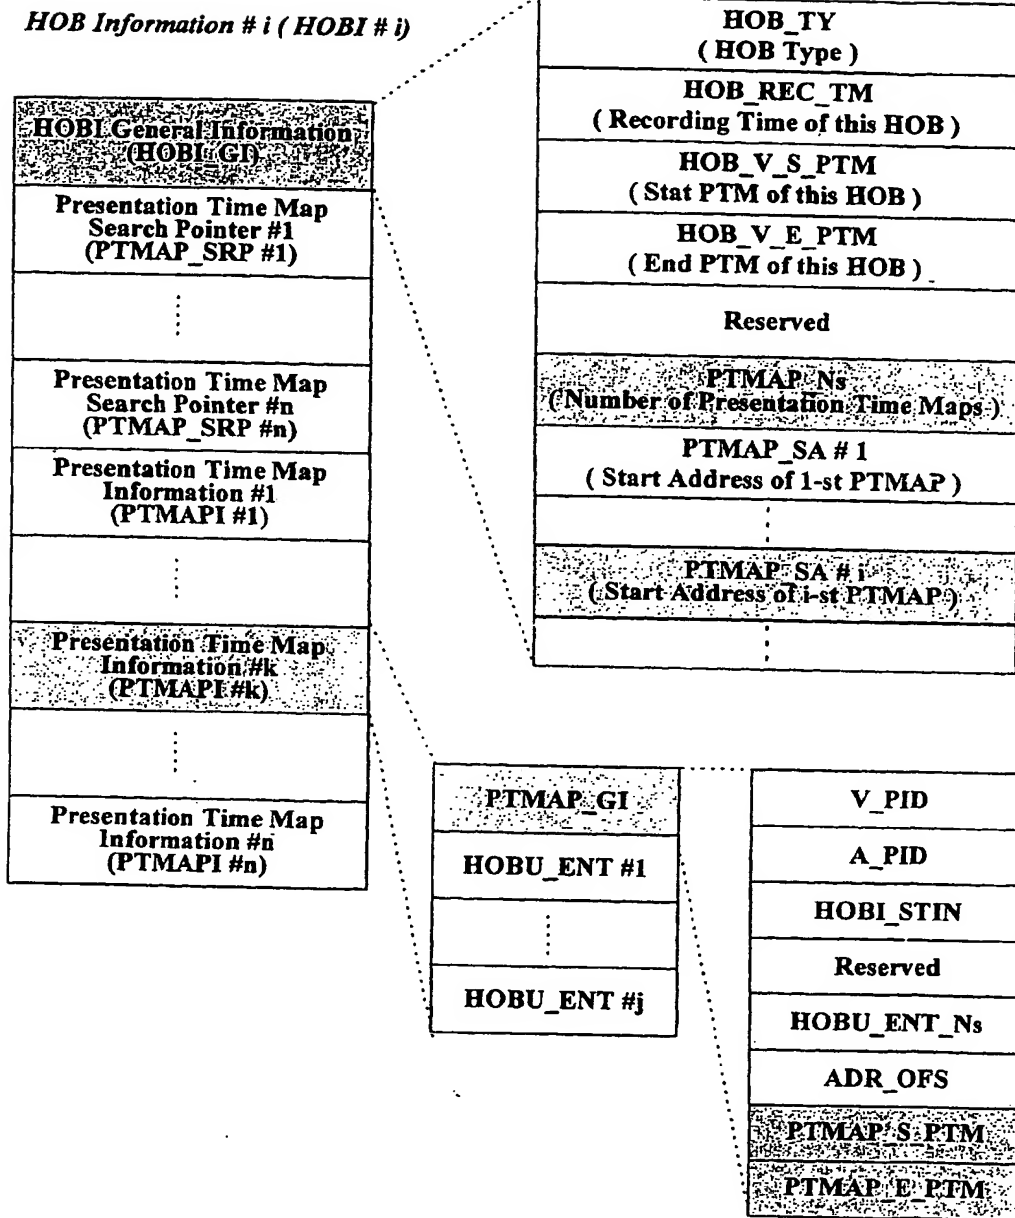 HOB Information # i ( HOBI # i)
HOBI General Information
(HOBI_GI)
Presentation Time Map
Search Pointer #1
(PTMAP_SRP #1)
Presentation Time Map
Search Pointer #n
(PTMAP_SRP #n)
Presentation Time Map
Information #1
(PTMAPI #1)
Presentation Time Map
Information #k
(PTMAPI #k)
Presentation Time Map
Information #n
(PTMAPI #n)
HOB_TY
( HOB Type )
HOB_REC_TM
( Recording Time of this HOB )
HOB_V_S_PTM
( Stat PTM of this HOB )
HOB_V_E_PTM
( End PTM of this HOB )
Reserved
PTMAP_Ns
( Number of Presentation Time Maps )
PTMAP_SA # 1
( Start Address of 1-st PTMAP )
PTMAP_SA # i
( Start Address of i-st PTMAP )
PTMAP_GI
HOBU_ENT #1
HOBU_ENT #j
V_PID
A_PID
HOBI_STIN
Reserved
HOBU_ENT_Ns
ADR_OFS
PTMAP_S_PTM
PTMAP_E_PTM